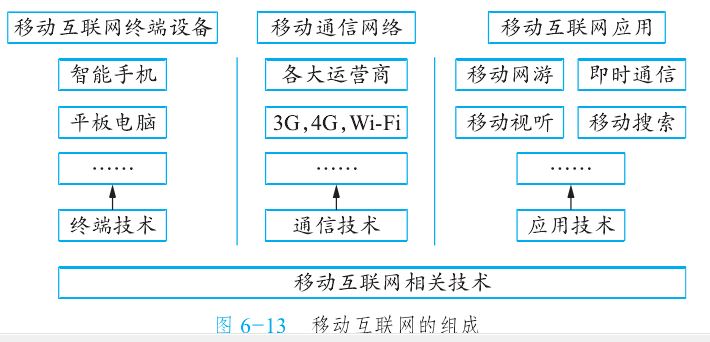 移动互联网终端设备 移动通信网络 移动互联网应用
智能手机 各大运营商 移动网游 即时通信
平板电脑 3G,4G,Wi-Fi 移动视听 移动搜索
…… …… ……
终端技术 通信技术 应用技术
移动互联网相关技术
图 6-13 移动互联网的组成